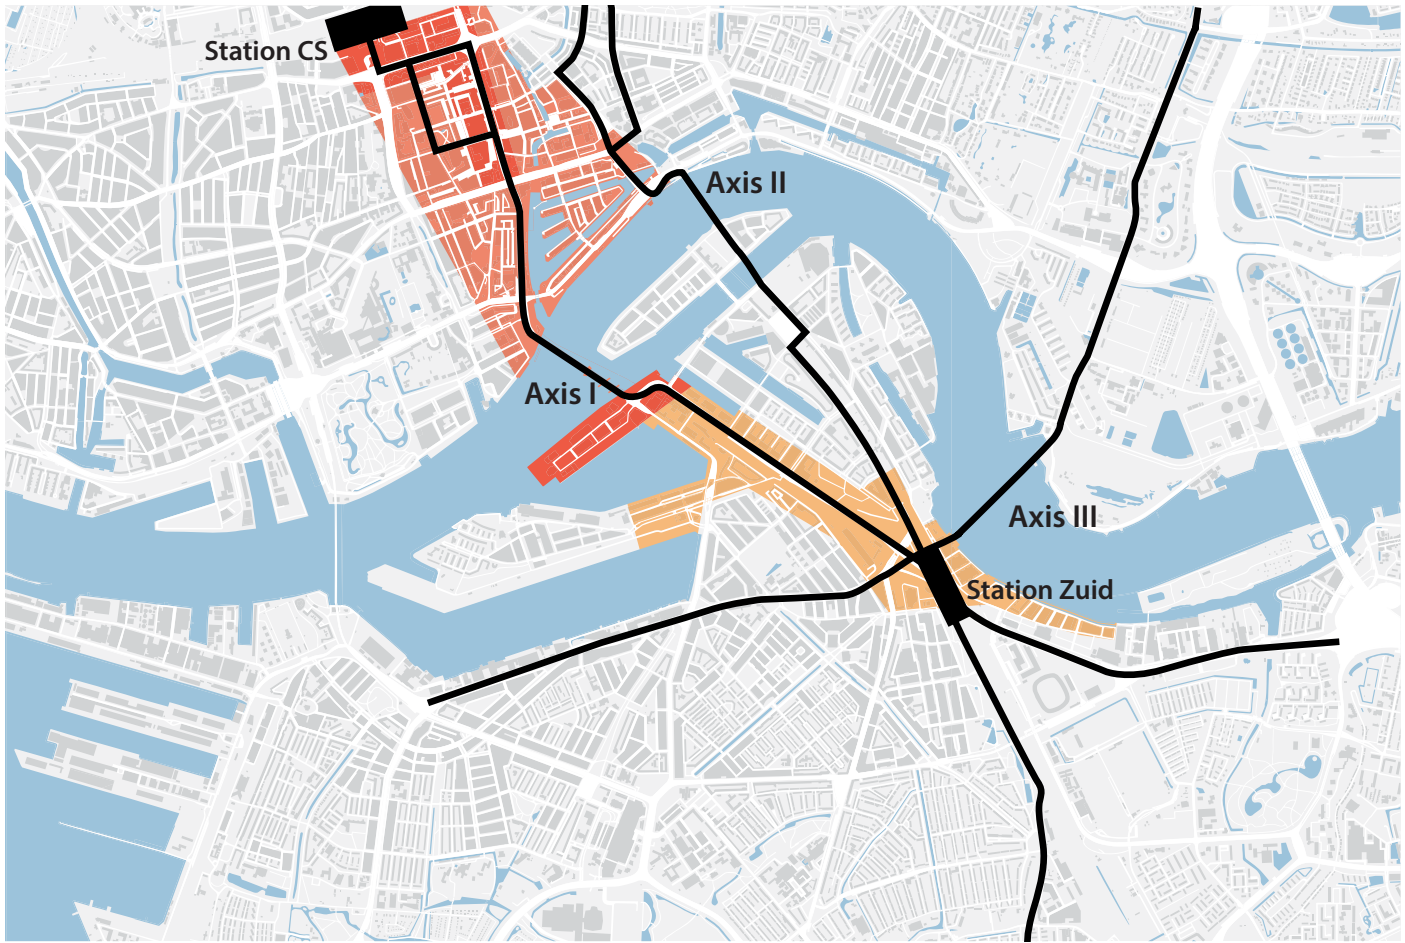 Station CS
Axis II
Axis I
Axis III
Station Zuid